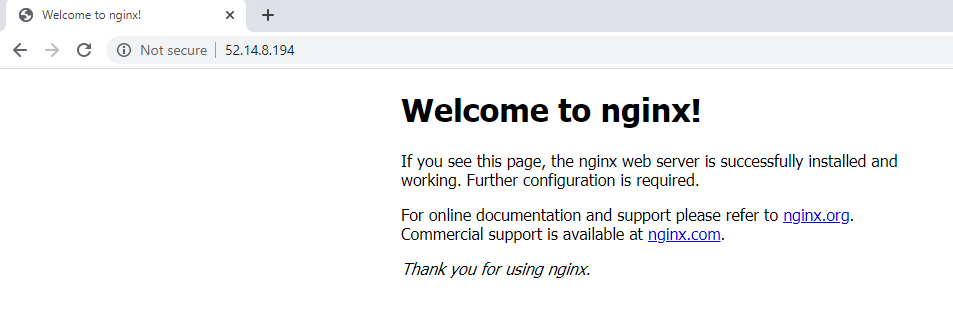 Welcome to nginx!
Not secure | 52.14.8.194
Welcome to nginx!
If you see this page, the nginx web server is successfully installed and
working. Further configuration is required.
For online documentation and support please refer to nginx.org.
Commercial support is available at nginx.com.
Thank you for using nginx.